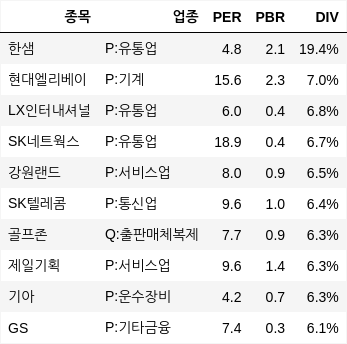 종목 업종 PER PBR DIV
한샘 P:유통업 4.8 2.1 19.4%
현대엘리베이 P:기계 15.6 2.3 7.0%
LX인터내셔널 P:유통업 6.0 0.4 6.8%
SK네트웍스 P:유통업 18.9 0.4 6.7%
강원랜드 P:서비스업 8.0 0.9 6.5%
SK텔레콤 P:통신업 9.6 1.0 6.4%
골프존 Q:출판매체복제 7.7 0.9 6.3%
제일기획 P:서비스업 9.6 1.4 6.3%
기아 P:운수장비 4.2 0.7 6.3%
GS P:기타금융 7.4 0.3 6.1%